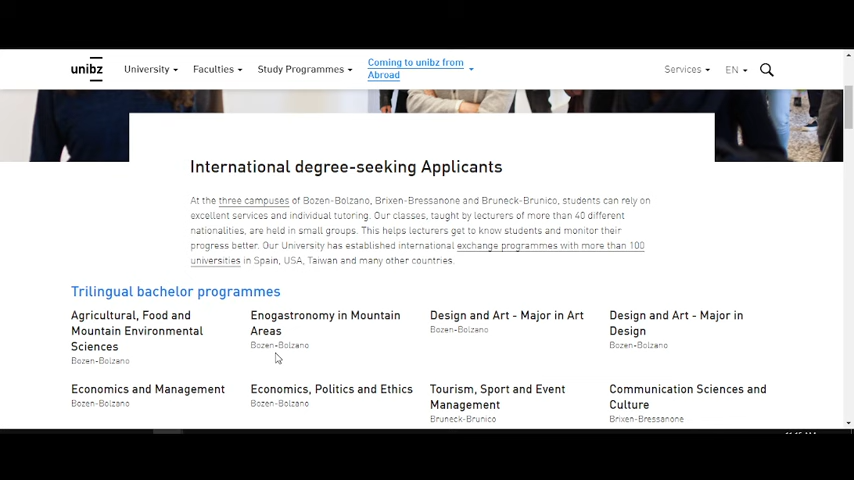 unibz
University
Faculties
Study Programmes
Coming to unibz from
Abroad
Services
EN
International degree-seeking Applicants
At the three campuses of Bozen-Bolzano, Brixen-Bressanone and Bruneck-Brunico, students can rely on
excellent services and individual tutoring. Our classes, taught by lecturers of more than 40 different
nationalities, are held in small groups. This helps lecturers get to know students and monitor their
progress better. Our University has established international exchange programmes with more than 100
universities in Spain, USA, Taiwan and many other countries.
Trilingual bachelor programmes
Agricultural, Food and
Mountain Environmental
Sciences
Bozen-Bolzano
Enogastronomy in Mountain
Areas
Bozen-Bolzano
Design and Art - Major in Art
Bozen-Bolzano
Design and Art - Major in
Design
Bozen-Bolzano
Economics and Management
Bozen-Bolzano
Economics, Politics and Ethics
Bozen-Bolzano
Tourism, Sport and Event
Management
Bruneck-Brunico
Communication Sciences and
Culture
Brixen-Bressanone